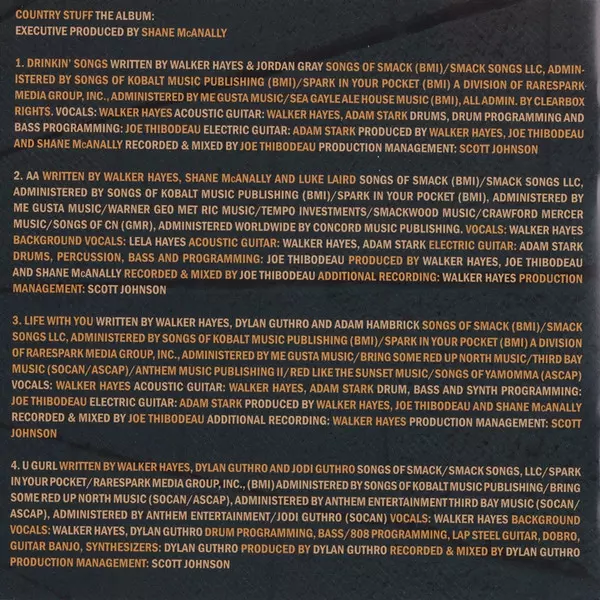 COUNTRY STUFF THE ALBUM:
EXECUTIVE PRODUCED BY SHANE McANALLY
1. DRINKIN' SONGS WRITTEN BY WALKER HAYES & JORDAN GRAY SONGS OF SMACK (BMI)/SMACK SONGS LLC, ADMIN-
ISTERED BY SONGS OF KOBALT MUSIC PUBLISHING (BMI)/SPARK IN YOUR POCKET (BMI) A DIVISION OF RARESPARK
MEDIA GROUP, INC., ADMINISTERED BY ME GUSTA MUSIC/SEA GAYLE ALE HOUSE MUSIC (BMI), ALL ADMIN. BY CLEARBOX
RIGHTS. VOCALS: WALKER HAYES ACOUSTIC GUITAR: WALKER HAYES, ADAM STARK DRUMS, DRUM PROGRAMMING AND
BASS PROGRAMMING: JOE THIBODEAU ELECTRIC GUITAR: ADAM STARK PRODUCED BY WALKER HAYES, JOE THIBODEAU
AND SHANE McANALLY RECORDED & MIXED BY JOE THIBODEAU PRODUCTION MANAGEMENT: SCOTT JOHNSON
2. AA WRITTEN BY WALKER HAYES, SHANE McANALLY AND LUKE LAIRD SONGS OF SMACK (BMI)/SMACK SONGS LLC,
ADMINISTERED BY SONGS OF KOBALT MUSIC PUBLISHING (BMI)/SPARK IN YOUR POCKET (BMI), ADMINISTERED BY
ME GUSTA MUSIC/WARNER GEO MET RIC MUSIC/TEMPO INVESTMENTS/SMACKWOOD MUSIC/CRAWFORD MERCER
MUSIC/SONGS OF CN (GMR), ADMINISTERED WORLDWIDE BY CONCORD MUSIC PUBLISHING. VOCALS: WALKER HAYES
BACKGROUND VOCALS: LELA HAYES ACOUSTIC GUITAR: WALKER HAYES, ADAM STARK ELECTRIC GUITAR: ADAM STARK
DRUMS, PERCUSSION, BASS AND PROGRAMMING: JOE THIBODEAU PRODUCED BY WALKER HAYES, JOE THIBODEAU
AND SHANE McANALLY RECORDED & MIXED BY JOE THIBODEAU ADDITIONAL RECORDING: WALKER HAYES PRODUCTION
MANAGEMENT: SCOTT JOHNSON
3. LIFE WITH YOU WRITTEN BY WALKER HAYES, DYLAN GUTHRO AND ADAM HAMBRICK SONGS OF SMACK (BMI)/SMACK
SONGS LLC, ADMINISTERED BY SONGS OF KOBALT MUSIC PUBLISHING (BMI)/SPARK IN YOUR POCKET (BMI) A DIVISION
OF RARESPARK MEDIA GROUP, INC., ADMINISTERED BY ME GUSTA MUSIC/BRING SOME RED UP NORTH MUSIC/THIRD BAY
MUSIC (SOCAN/ASCAP)/ANTHEM MUSIC PUBLISHING II/RED LIKE THE SUNSET MUSIC/SONGS OF YAMOMMA (ASCAP)
VOCALS: WALKER HAYES ACOUSTIC GUITAR: WALKER HAYES, ADAM STARK DRUM, BASS AND SYNTH PROGRAMMING:
JOE THIBODEAU ELECTRIC GUITAR: ADAM STARK PRODUCED BY WALKER HAYES, JOE THIBODEAU AND SHANE McANALLY
RECORDED & MIXED BY JOE THIBODEAU ADDITIONAL RECORDING: WALKER HAYES PRODUCTION MANAGEMENT: SCOTT
JOHNSON
4. U GURL WRITTEN BY WALKER HAYES, DYLAN GUTHRO AND JODI GUTHRO SONGS OF SMACK/SMACK SONGS, LLC/SPARK
IN YOUR POCKET/RARESPARK MEDIA GROUP, INC., (BMI) ADMINISTERED BY SONGS OF KOBALT MUSIC PUBLISHING/BRING
SOME RED UP NORTH MUSIC (SOCAN/ASCAP), ADMINISTERED BY ANTHEM ENTERTAINMENT THIRD BAY MUSIC (SOCAN/
ASCAP), ADMINISTERED BY ANTHEM ENTERTAINMENT/JODI GUTHRO (SOCAN) VOCALS: WALKER HAYES BACKGROUND
VOCALS: WALKER HAYES, DYLAN GUTHRO DRUM PROGRAMMING, BASS/808 PROGRAMMING, LAP STEEL GUITAR, DOBRO,
GUITAR BANJO, SYNTHESIZERS: DYLAN GUTHRO PRODUCED BY DYLAN GUTHRO RECORDED & MIXED BY DYLAN GUTHRO
PRODUCTION MANAGEMENT: SCOTT JOHNSON